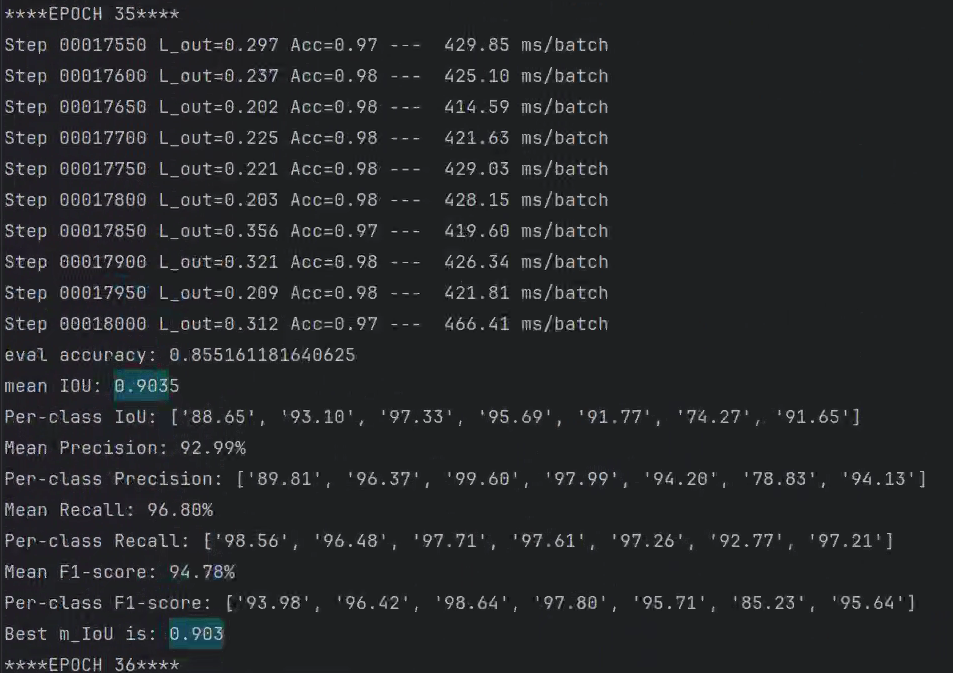 ****EPOCH 35****
Step 00017550 L_out=0.297 Acc=0.97 ---  429.85 ms/batch
Step 00017600 L_out=0.237 Acc=0.98 ---  425.10 ms/batch
Step 00017650 L_out=0.202 Acc=0.98 ---  414.59 ms/batch
Step 00017700 L_out=0.225 Acc=0.98 ---  421.63 ms/batch
Step 00017750 L_out=0.221 Acc=0.98 ---  429.03 ms/batch
Step 00017800 L_out=0.203 Acc=0.98 ---  428.15 ms/batch
Step 00017850 L_out=0.356 Acc=0.97 ---  419.60 ms/batch
Step 00017900 L_out=0.321 Acc=0.98 ---  426.34 ms/batch
Step 00017950 L_out=0.209 Acc=0.98 ---  421.81 ms/batch
Step 00018000 L_out=0.312 Acc=0.97 ---  466.41 ms/batch
eval accuracy: 0.855161181640625
mean IOU: 0.9035
Per-class IoU: ['88.65', '93.10', '97.33', '95.69', '91.77', '74.27', '91.65']
Mean Precision: 92.99%
Per-class Precision: ['89.81', '96.37', '99.60', '97.99', '94.20', '78.83', '94.13']
Mean Recall: 96.80%
Per-class Recall: ['98.56', '96.48', '97.71', '97.61', '97.26', '92.77', '97.21']
Mean F1-score: 94.78%
Per-class F1-score: ['93.98', '96.42', '98.64', '97.80', '95.71', '85.23', '95.64']
Best m_IoU is: 0.903
****EPOCH 36****